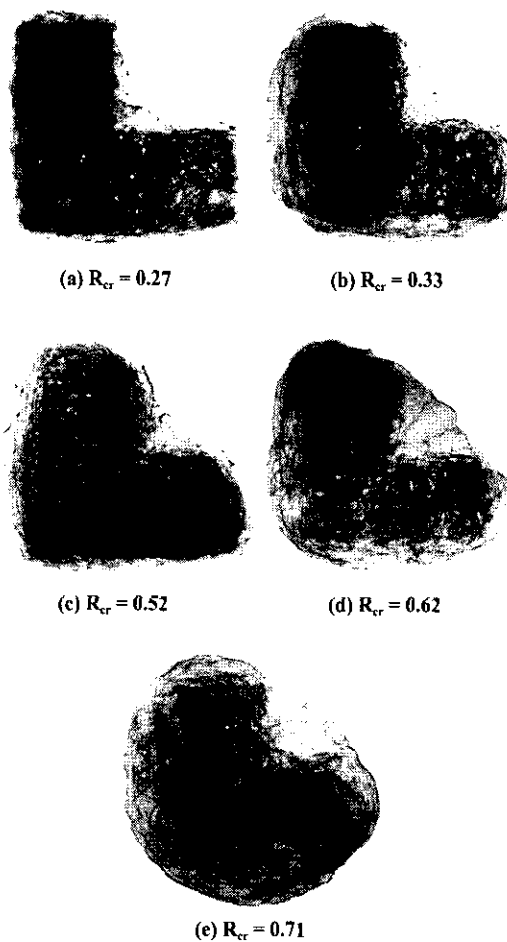 (a) R_cr = 0.27
(b) R_cr = 0.33
(c) R_cr = 0.52
(d) R_cr = 0.62
(e) R_cr = 0.71